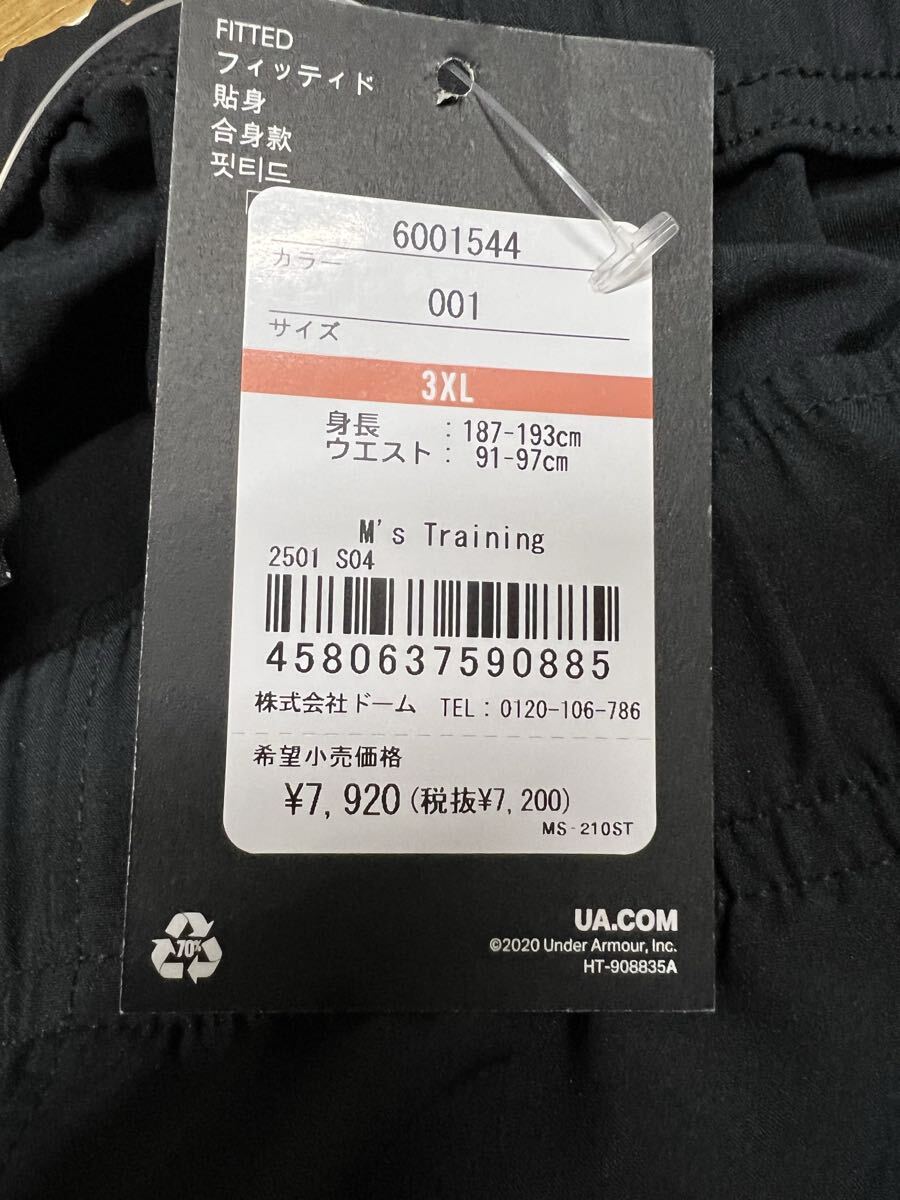 FITTED
フィッティド
貼身
合身款
핏티드
6001544
カラー
001
サイズ
3XL
身長 : 187-193cm
ウエスト : 91-97cm
M's Training
2501 S04
4580637590885
株式会社ドーム TEL : 0120-106-786
希望小売価格
¥7,920 (税抜¥7,200)
MS-210ST
70%
UA.COM
©2020 Under Armour, Inc.
HT-908835A